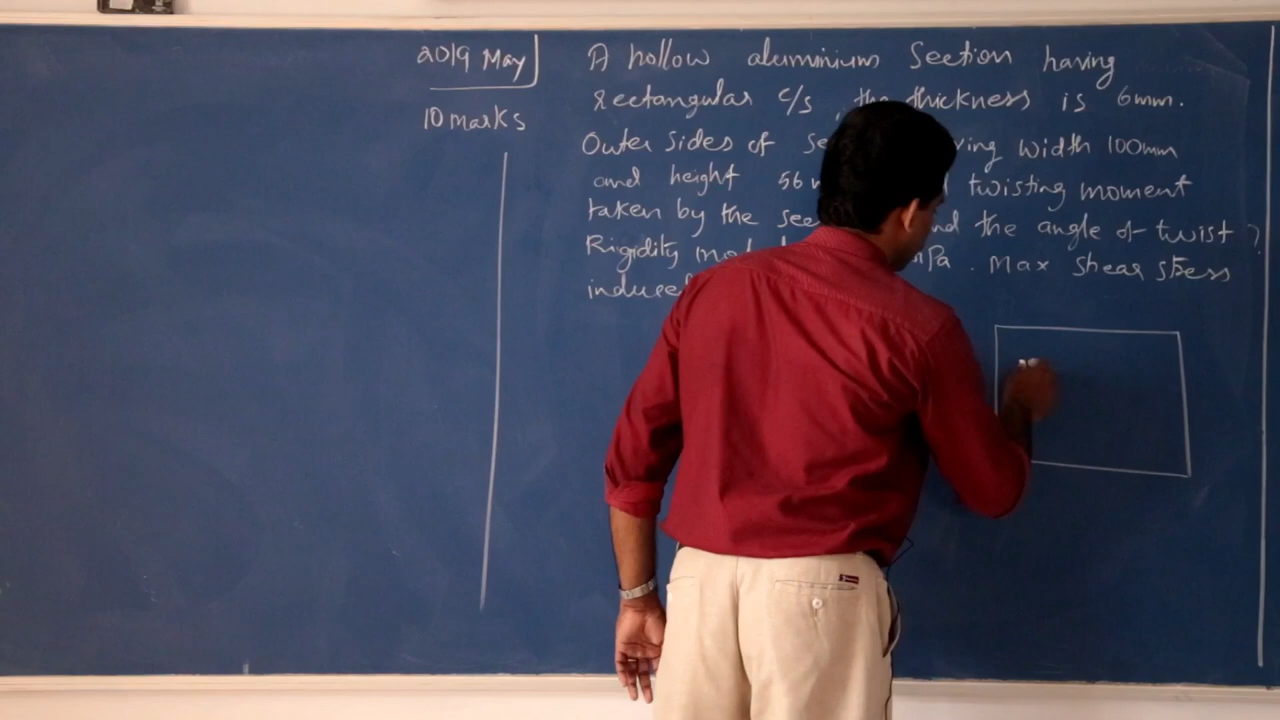 2019 May
10 marks
A hollow aluminium Section having
Rectangular c/s, the thickness is 6mm.
Outer Sides of width 100mm
and height 56 twisting moment
taken by the the angle of twist ?
Rigidity Max Shear stress